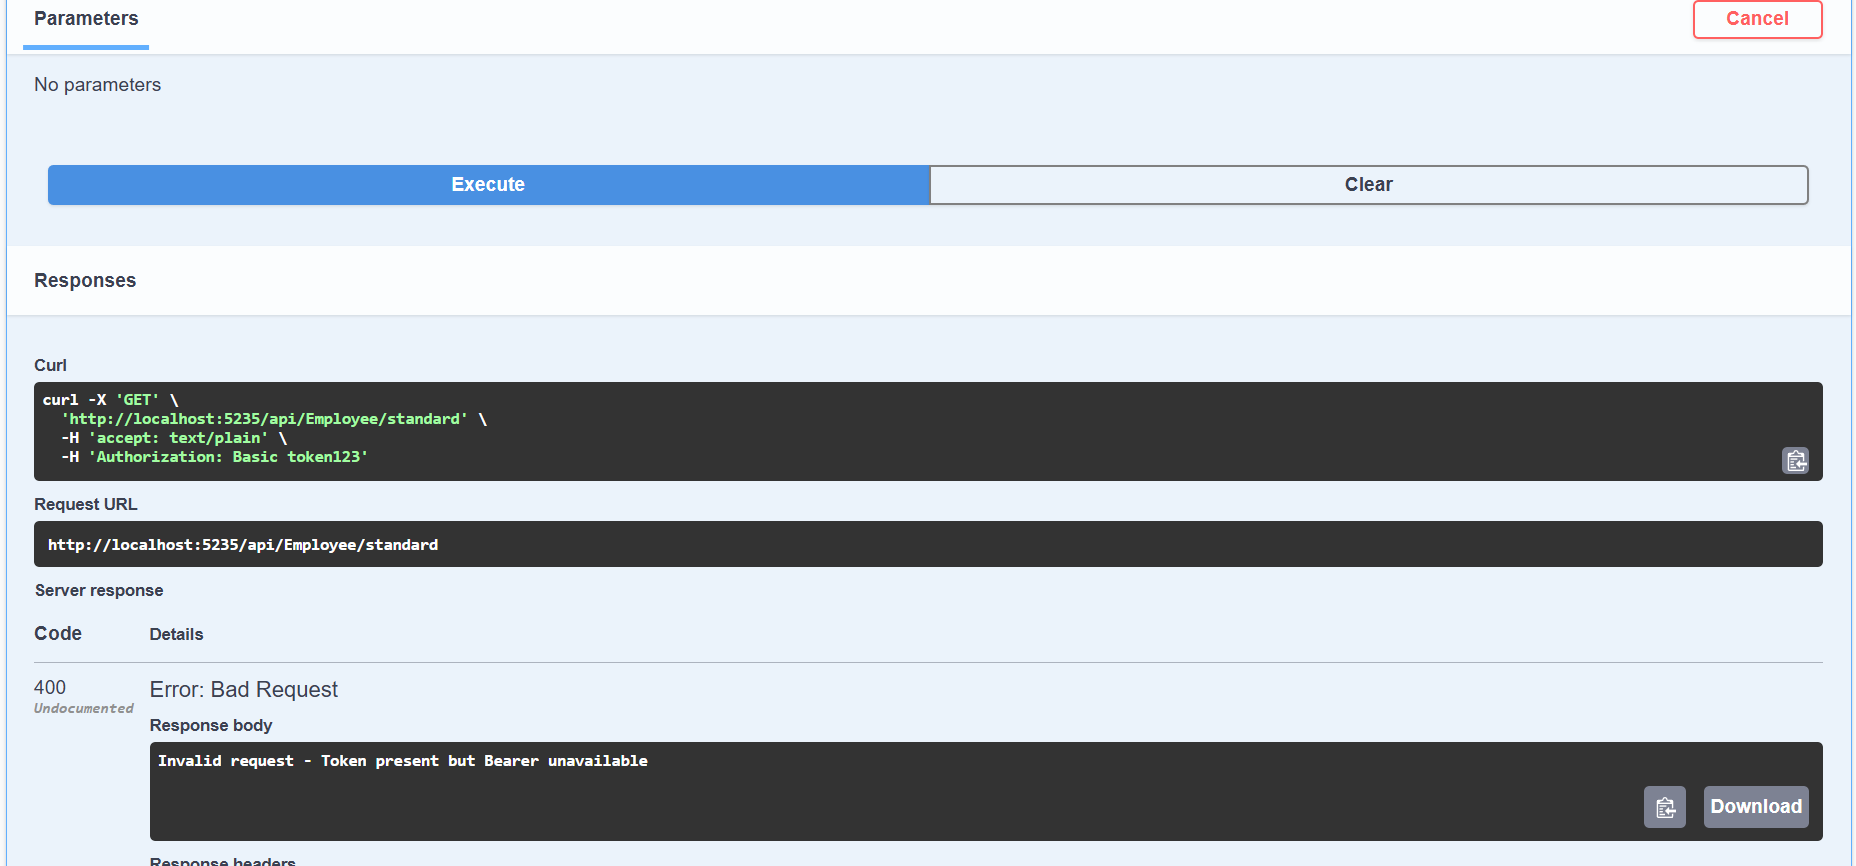 Parameters
Cancel
No parameters
Execute
Clear
Responses
Curl
curl -X 'GET' \
'http://localhost:5235/api/Employee/standard' \
-H 'accept: text/plain' \
-H 'Authorization: Basic token123'
Request URL
http://localhost:5235/api/Employee/standard
Server response
Code
Details
400
Undocumented
Error: Bad Request
Response body
Invalid request - Token present but Bearer unavailable
Download
Response headers